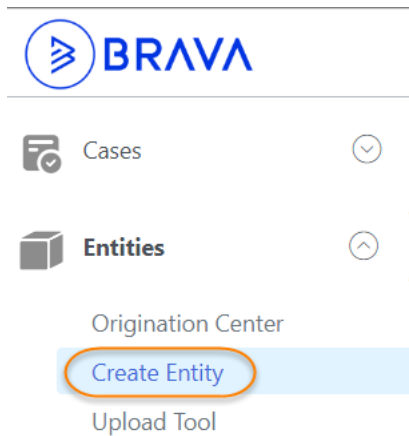 BRAVA
Cases
Entities
Origination Center
Create Entity
Upload Tool